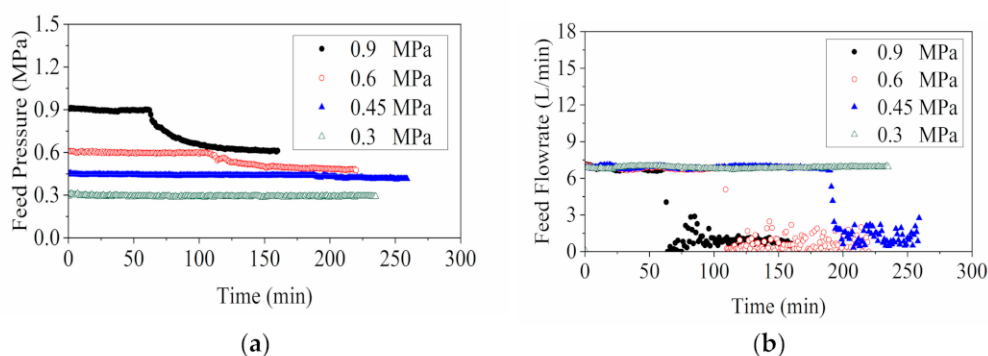 (a)
1.5
1.2
0.9
0.6
0.3
0.0
Feed Pressure (MPa)
0.9 MPa
0.6 MPa
0.45 MPa
0.3 MPa
0 50 100 150 200 250 300
Time (min)
(a)
(b)
18
15
12
9
6
3
0
Feed Flowrate (L/min)
0.9 MPa
0.6 MPa
0.45 MPa
0.3 MPa
0 50 100 150 200 250 300
Time (min)
(b)